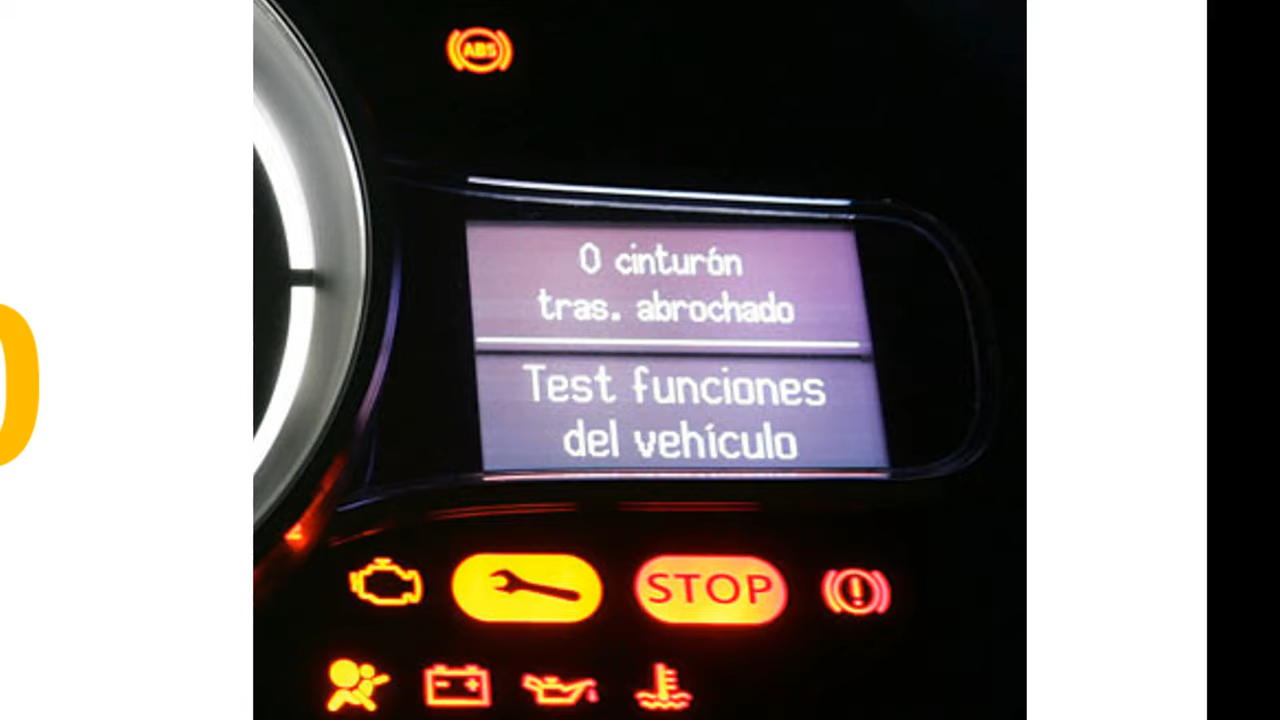 ABS
0 cinturón
tras. abrochado
Test funciones
del vehículo
STOP